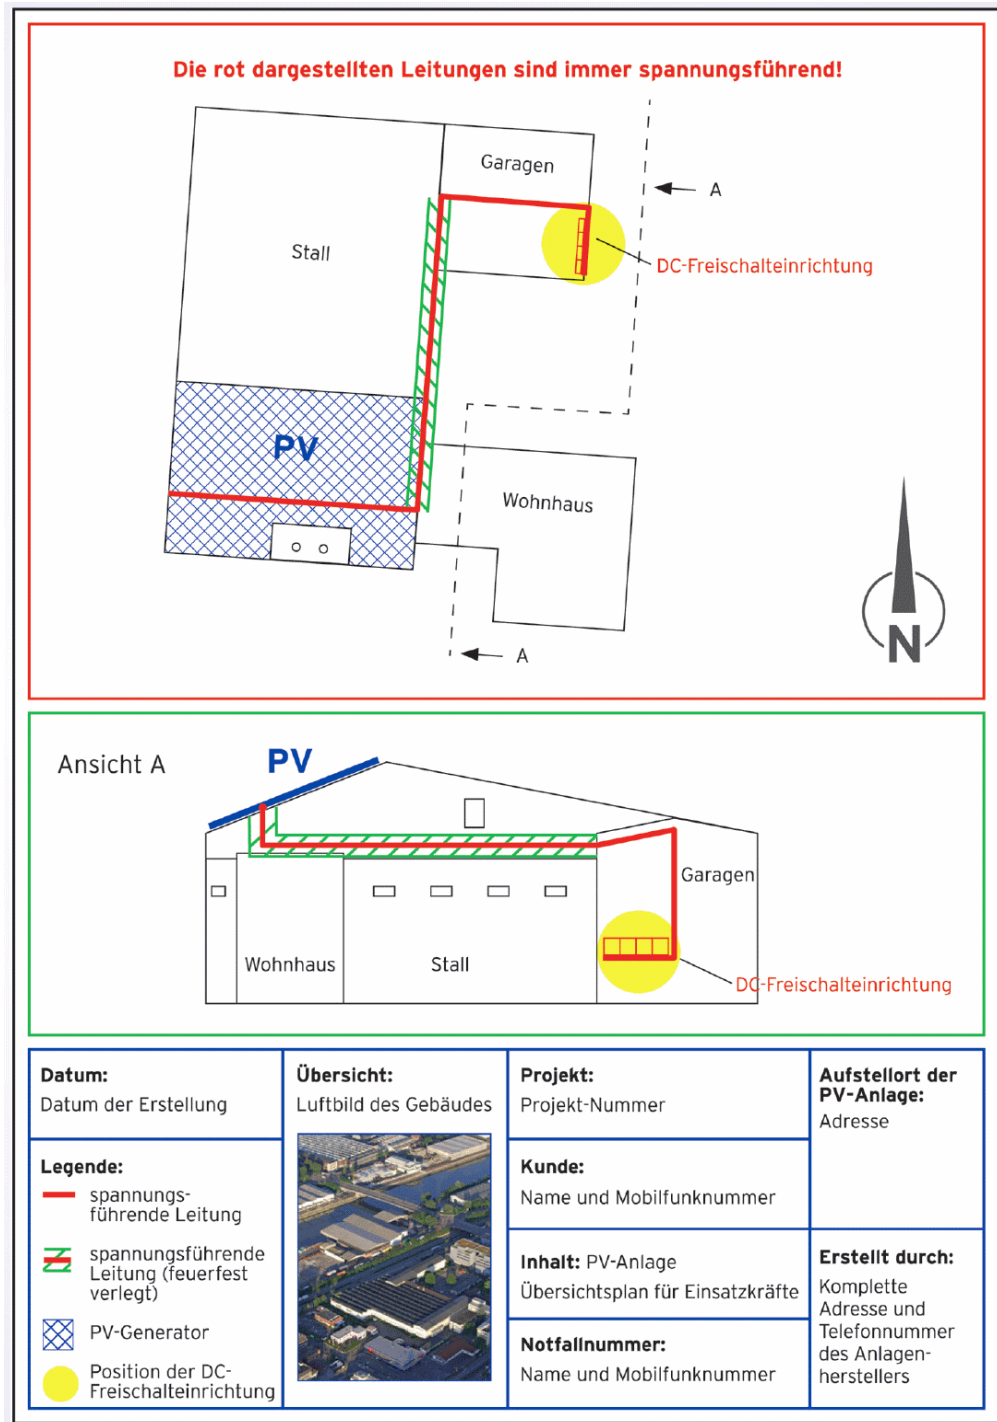 Die rot dargestellten Leitungen sind immer spannungsführend!
Garagen
A
Stall
DC-Freischalteinrichtung
PV
Wohnhaus
N
A
Ansicht A
PV
Garagen
Wohnhaus
Stall
DC-Freischalteinrichtung
Datum:
Datum der Erstellung
Legende:
spannungs-
führende Leitung
spannungsführende
Leitung (feuerfest
verlegt)
PV-Generator
Position der DC-
Freischalteinrichtung
Übersicht:
Luftbild des Gebäudes
Projekt:
Projekt-Nummer
Kunde:
Name und Mobilfunknummer
Inhalt: PV-Anlage
Übersichtsplan für Einsatzkräfte
Notfallnummer:
Name und Mobilfunknummer
Aufstellort der
PV-Anlage:
Adresse
Erstellt durch:
Komplette
Adresse und
Telefonnummer
des Anlagen-
herstellers